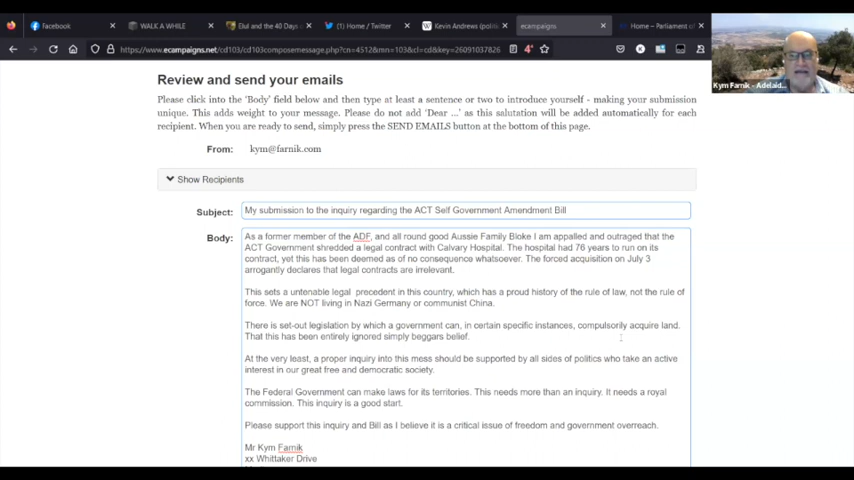 Facebook
WALK A WHILE
Elul and the 40 Days o
(1) Home / Twitter
Kevin Andrews (politi
ecampaigns
Home – Parliament of
https://www.ecampaigns.net/cd103/cd103composemessage.php?cn=4512&mn=103&cl=cd&key=26091037826
Kym Farnik - Adelaid...
Review and send your emails
Please click into the 'Body' field below and then type at least a sentence or two to introduce yourself - making your submission
unique. This adds weight to your message. Please do not add 'Dear ...' as this salutation will be added automatically for each
recipient. When you are ready to send, simply press the SEND EMAILS button at the bottom of this page.
From: kym@farnik.com
Show Recipients
Subject: My submission to the inquiry regarding the ACT Self Government Amendment Bill
Body: As a former member of the ADF, and all round good Aussie Family Bloke I am appalled and outraged that the
ACT Government shredded a legal contract with Calvary Hospital. The hospital had 76 years to run on its
contract, yet this has been deemed as of no consequence whatsoever. The forced acquisition on July 3
arrogantly declares that legal contracts are irrelevant.
This sets a untenable legal precedent in this country, which has a proud history of the rule of law, not the rule of
force. We are NOT living in Nazi Germany or communist China.
There is set-out legislation by which a government can, in certain specific instances, compulsorily acquire land.
That this has been entirely ignored simply beggars belief.
At the very least, a proper inquiry into this mess should be supported by all sides of politics who take an active
interest in our great free and democratic society.
The Federal Government can make laws for its territories. This needs more than an inquiry. It needs a royal
commission. This inquiry is a good start.
Please support this inquiry and Bill as I believe it is a critical issue of freedom and government overreach.
Mr Kym Farnik
xx Whittaker Drive